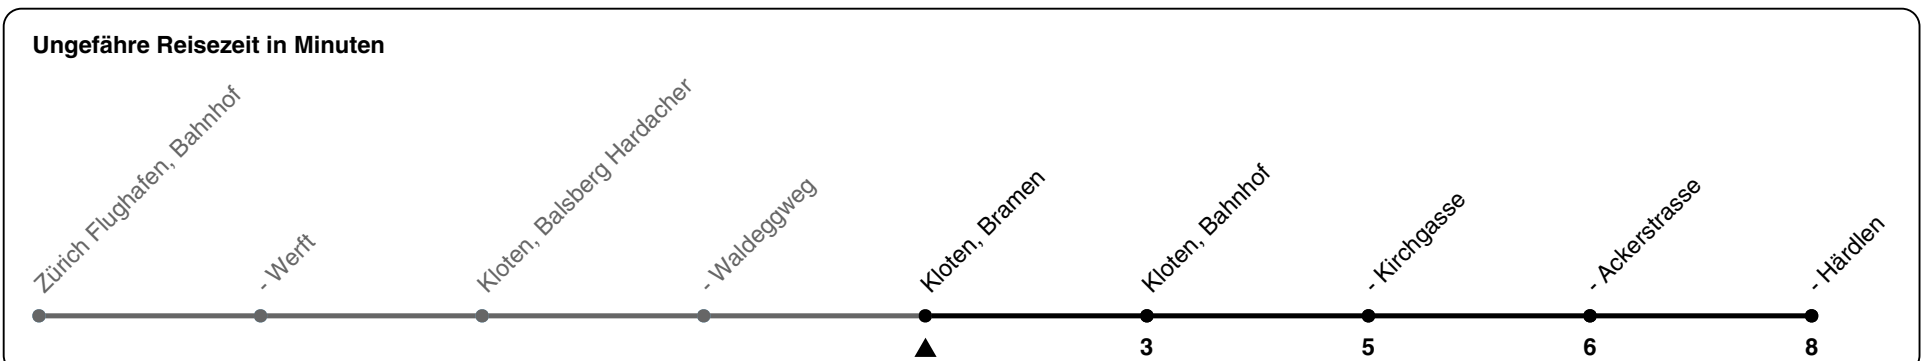 Ungefähre Reisezeit in Minuten
Zürich Flughafen, Bahnhof
- Werft
Kloten, Balsberg Hardacher
- Waldeggweg
Kloten, Bramen
Kloten, Bahnhof
- Kirchgasse
- Ackerstrasse
- Härdlen
3 5 6 8